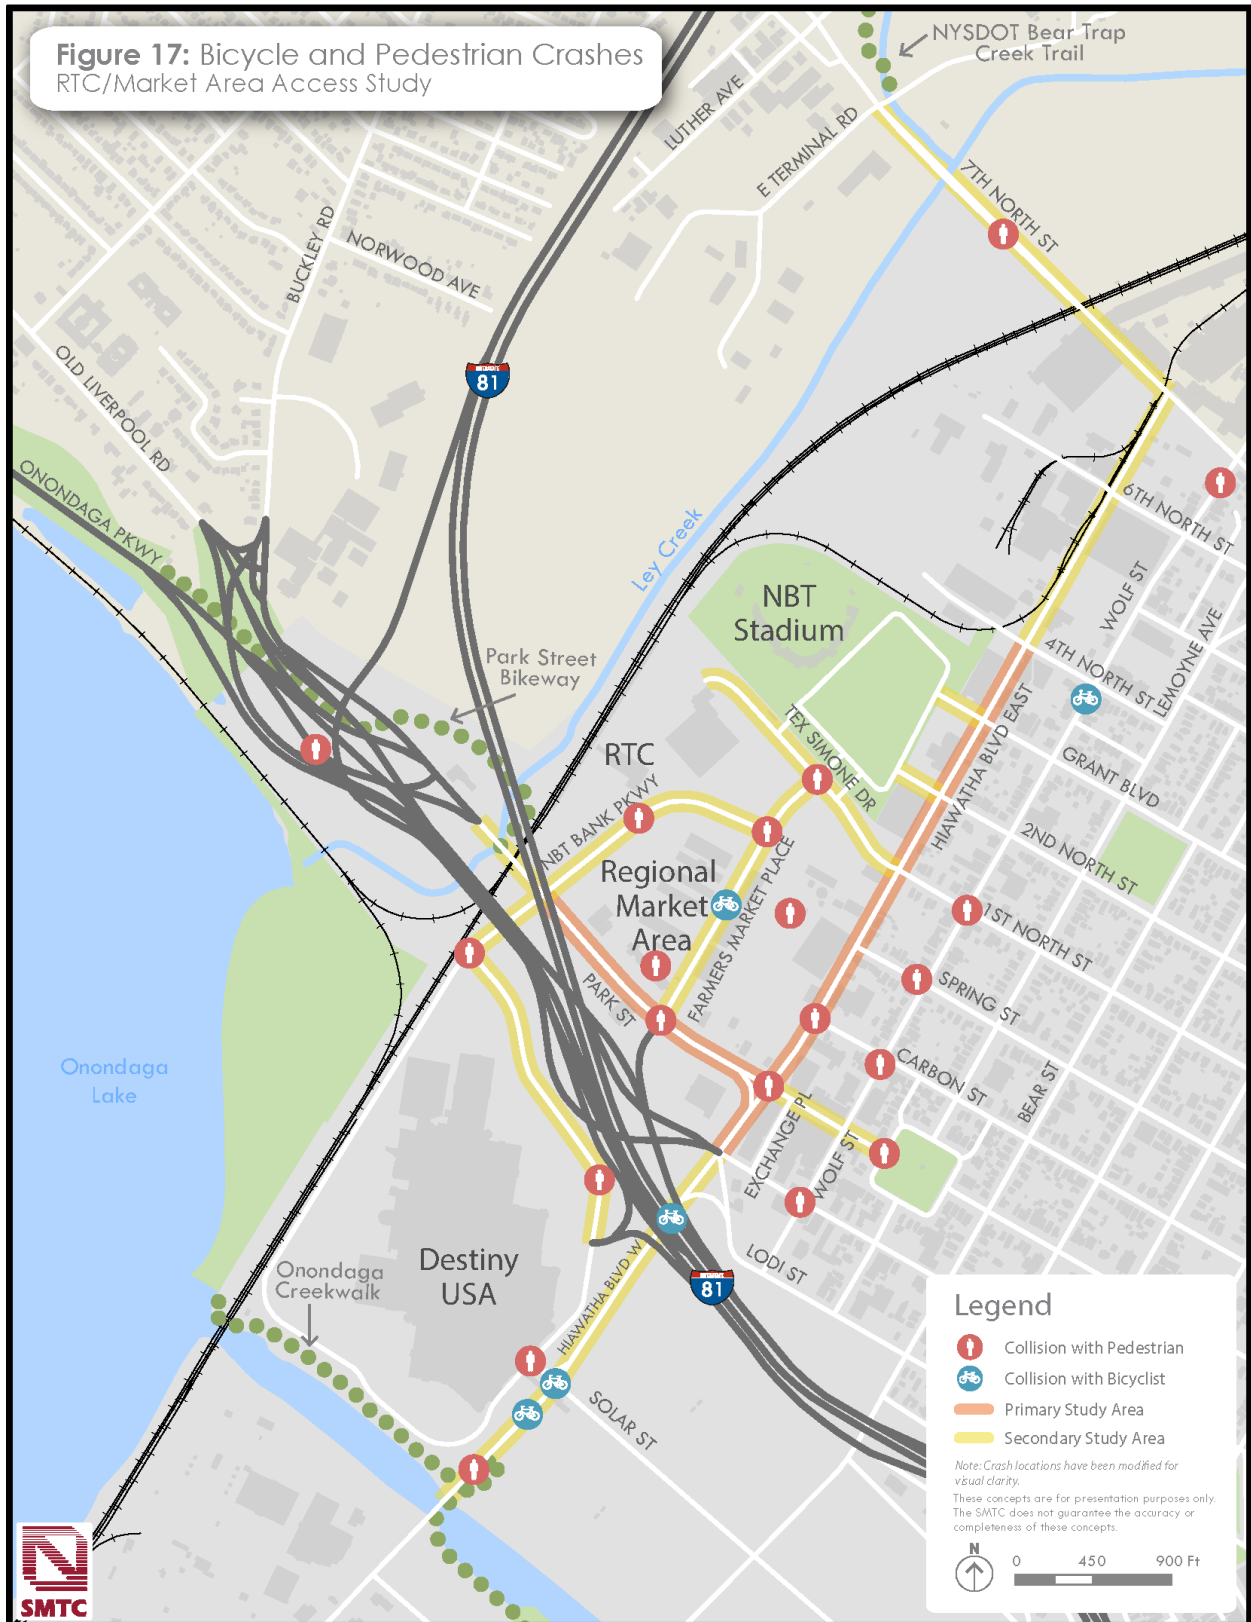 Figure 17: Bicycle and Pedestrian Crashes
RTC/Market Area Access Study
NYSDOT Bear Trap
Creek Trail
LUTHER AVE
E TERMINAL RD
7TH NORTH ST
BUCKLEY RD
NORWOOD AVE
INTERSTATE
81
OLD LIVERPOOL RD
ONONDAGA PKWY
Ley Creek
6TH NORTH ST
WOLF ST
LEMOYNE AVE
4TH NORTH ST
NBT
Stadium
Park Street
Bikeway
TEX SIMONE DR
HIAWATHA BLVD EAST
GRANT BLVD
RTC
NBT BANK PKWY
2ND NORTH ST
Regional
Market
Area
FARMERS MARKET PLACE
1ST NORTH ST
PARK ST
SPRING ST
CARBON ST
BEAR ST
Onondaga
Lake
EXCHANGE PL
WOLF ST
Destiny
USA
Onondaga
Creekwalk
HIAWATHA BLVD W
LODI ST
INTERSTATE
81
SOLAR ST
Legend
Collision with Pedestrian
Collision with Bicyclist
Primary Study Area
Secondary Study Area
Note: Crash locations have been modified for
visual clarity.
These concepts are for presentation purposes only.
The SMTC does not guarantee the accuracy or
completeness of these concepts.
N
0 450 900 Ft
SMTC